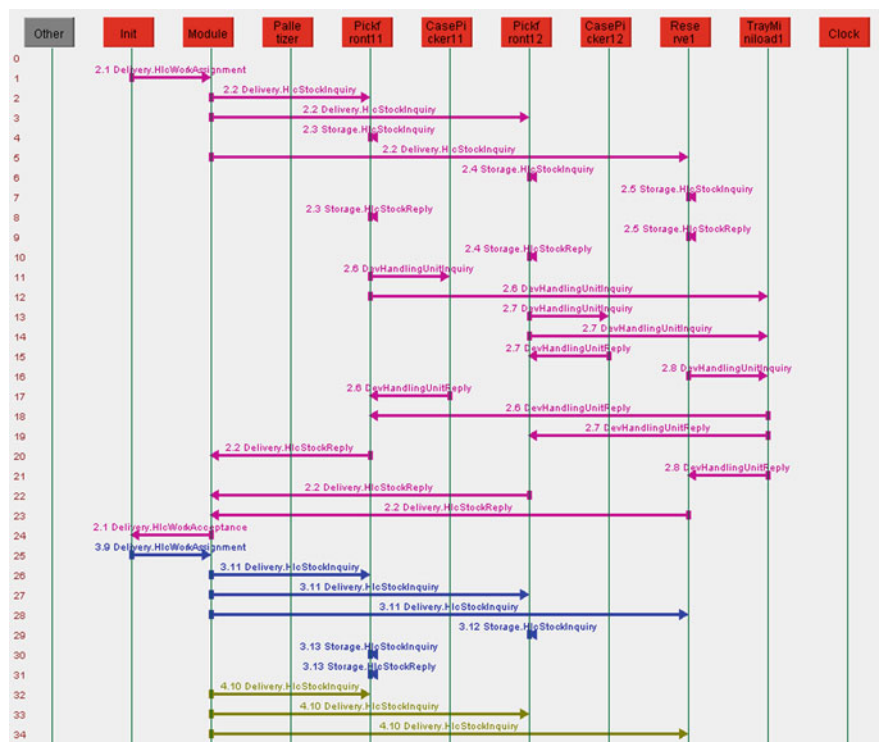 Other
Init
Module
Palle
tizer
Pickf
ront11
CasePi
cker11
Pickf
ront12
CasePi
cker12
Rese
rve1
TrayMi
niload1
Clock
0
2.1 Delivery.HlcWorkAssignment
1
2.2 Delivery.HlcStockInquiry
2
2.2 Delivery.HlcStockInquiry
3
2.3 Storage.HlcStockInquiry
4
2.2 Delivery.HlcStockInquiry
5
2.4 Storage.HlcStockInquiry
6
2.5 Storage.HlcStockInquiry
7
2.3 Storage.HlcStockReply
8
2.5 Storage.HlcStockReply
9
2.4 Storage.HlcStockReply
10
2.6 DevHandlingUnitInquiry
11
2.6 DevHandlingUnitInquiry
12
2.7 DevHandlingUnitInquiry
13
2.7 DevHandlingUnitInquiry
14
2.7 DevHandlingUnitReply
15
2.8 DevHandlingUnitInquiry
16
2.6 DevHandlingUnitReply
17
2.6 DevHandlingUnitReply
18
2.7 DevHandlingUnitReply
19
2.2 Delivery.HlcStockReply
20
2.8 DevHandlingUnitReply
21
2.2 Delivery.HlcStockReply
22
2.2 Delivery.HlcStockReply
23
2.1 Delivery.HlcWorkAcceptance
24
3.9 Delivery.HlcWorkAssignment
25
3.11 Delivery.HlcStockInquiry
26
3.11 Delivery.HlcStockInquiry
27
3.11 Delivery.HlcStockInquiry
28
3.12 Storage.HlcStockInquiry
29
3.13 Storage.HlcStockInquiry
30
3.13 Storage.HlcStockReply
31
4.10 Delivery.HlcStockInquiry
32
4.10 Delivery.HlcStockInquiry
33
4.10 Delivery.HlcStockInquiry
34